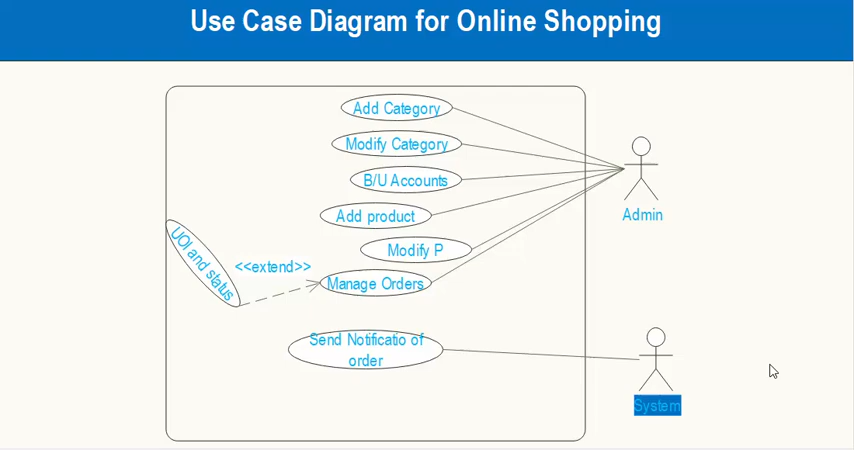 Use Case Diagram for Online Shopping
Add Category
Modify Category
B/U Accounts
Add product
Admin
Modify P
UOI and status
<<extend>>
Manage Orders
Send Notificatio of
order
System